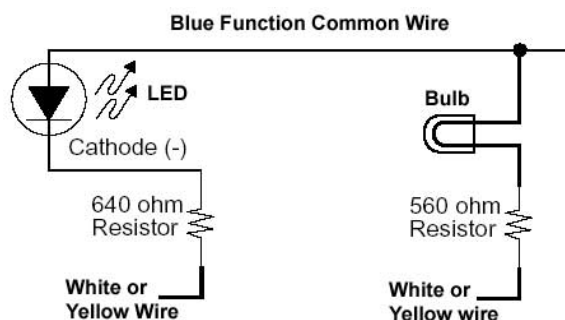 Blue Function Common Wire
LED
Bulb
Cathode (-)
640 ohm
Resistor
560 ohm
Resistor
White or
Yellow Wire
White or
Yellow wire